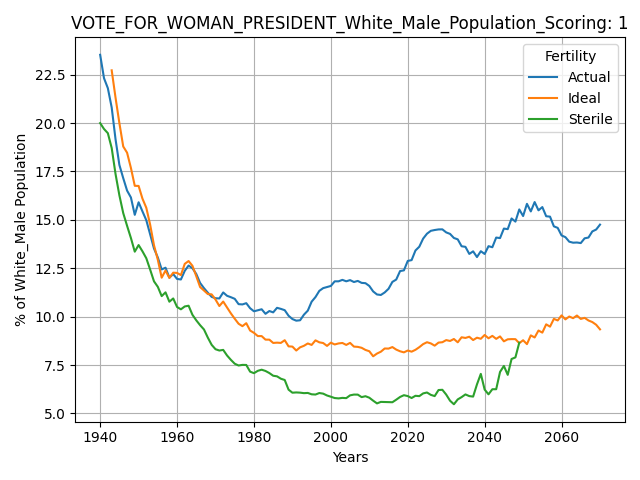 VOTE_FOR_WOMAN_PRESIDENT_White_Male_Population_Scoring: 1
Fertility
Actual
Ideal
Sterile
% of White_Male Population
22.5
20.0
17.5
15.0
12.5
10.0
7.5
5.0
1940 1960 1980 2000 2020 2040 2060
Years